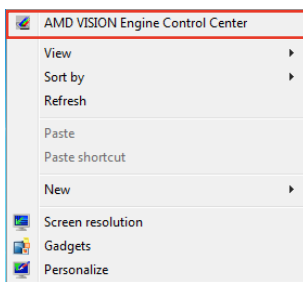 AMD VISION Engine Control Center
View
Sort by
Refresh
Paste
Paste shortcut
New
Screen resolution
Gadgets
Personalize